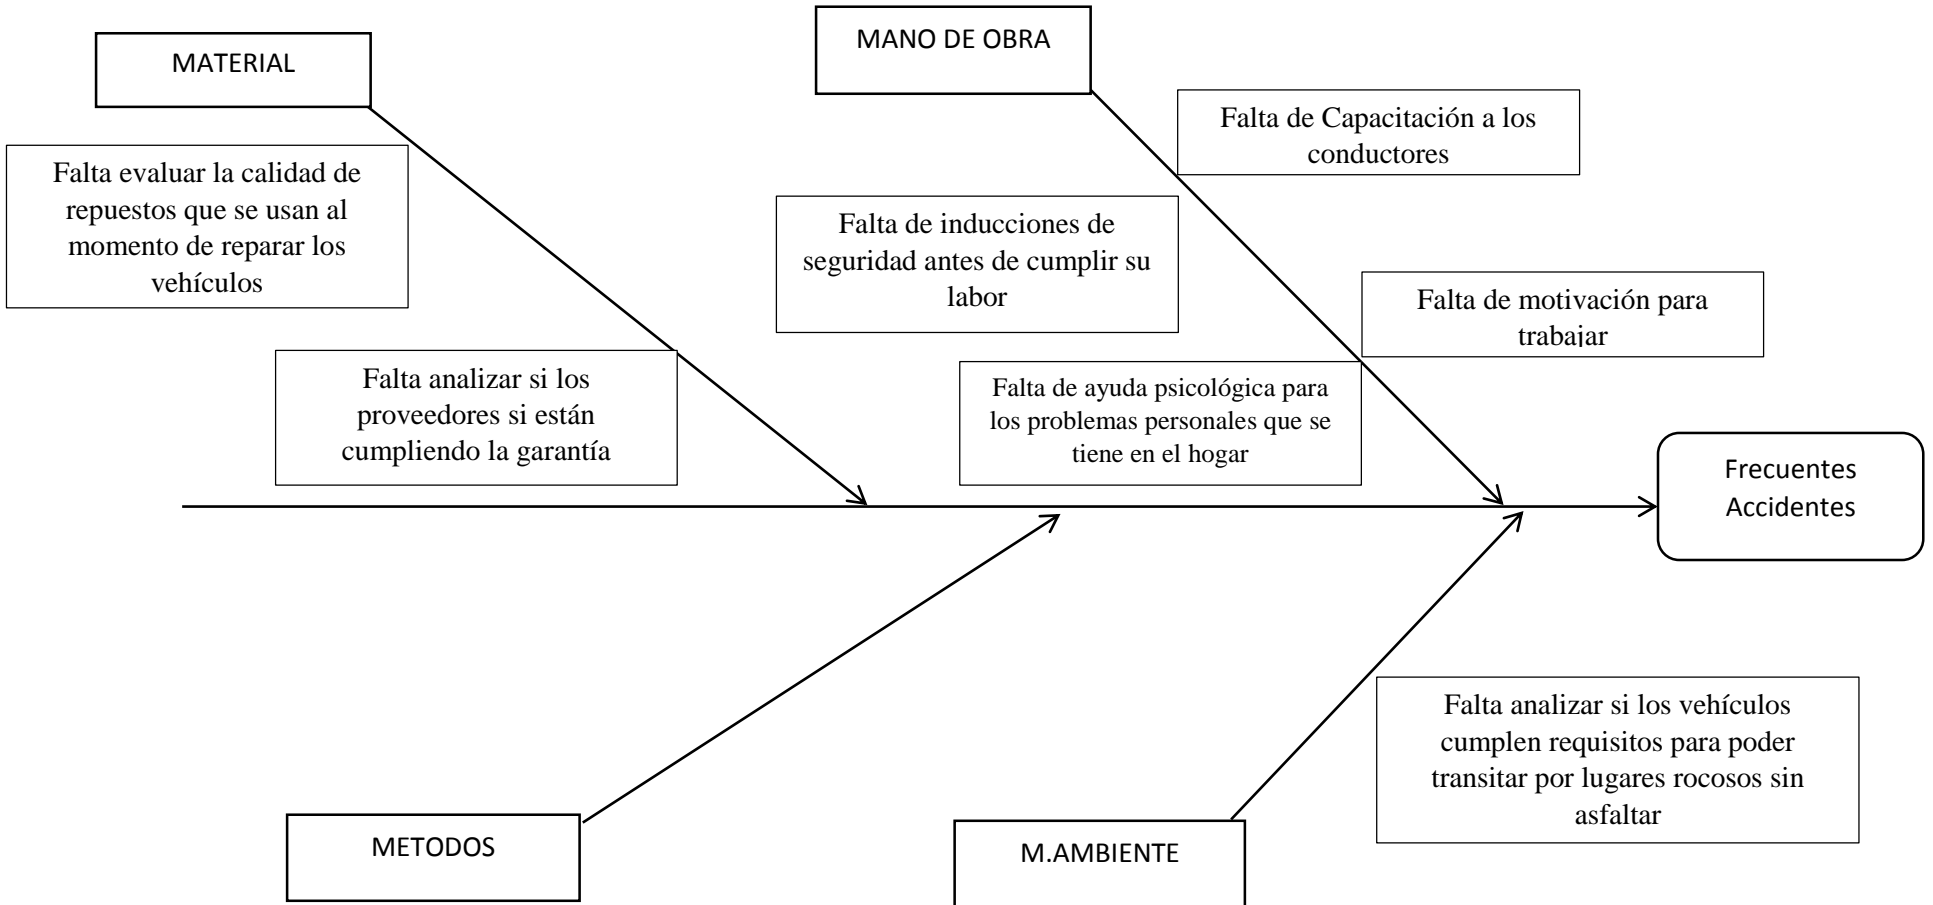 MATERIAL
MANO DE OBRA
Falta de Capacitación a los
conductores
Falta evaluar la calidad de
repuestos que se usan al
momento de reparar los
vehículos
Falta de inducciones de
seguridad antes de cumplir su
labor
Falta de motivación para
trabajar
Falta analizar si los
proveedores si están
cumpliendo la garantía
Falta de ayuda psicológica para
los problemas personales que se
tiene en el hogar
Frecuentes
Accidentes
Falta analizar si los vehículos
cumplen requisitos para poder
transitar por lugares rocosos sin
asfaltar
METODOS
M.AMBIENTE